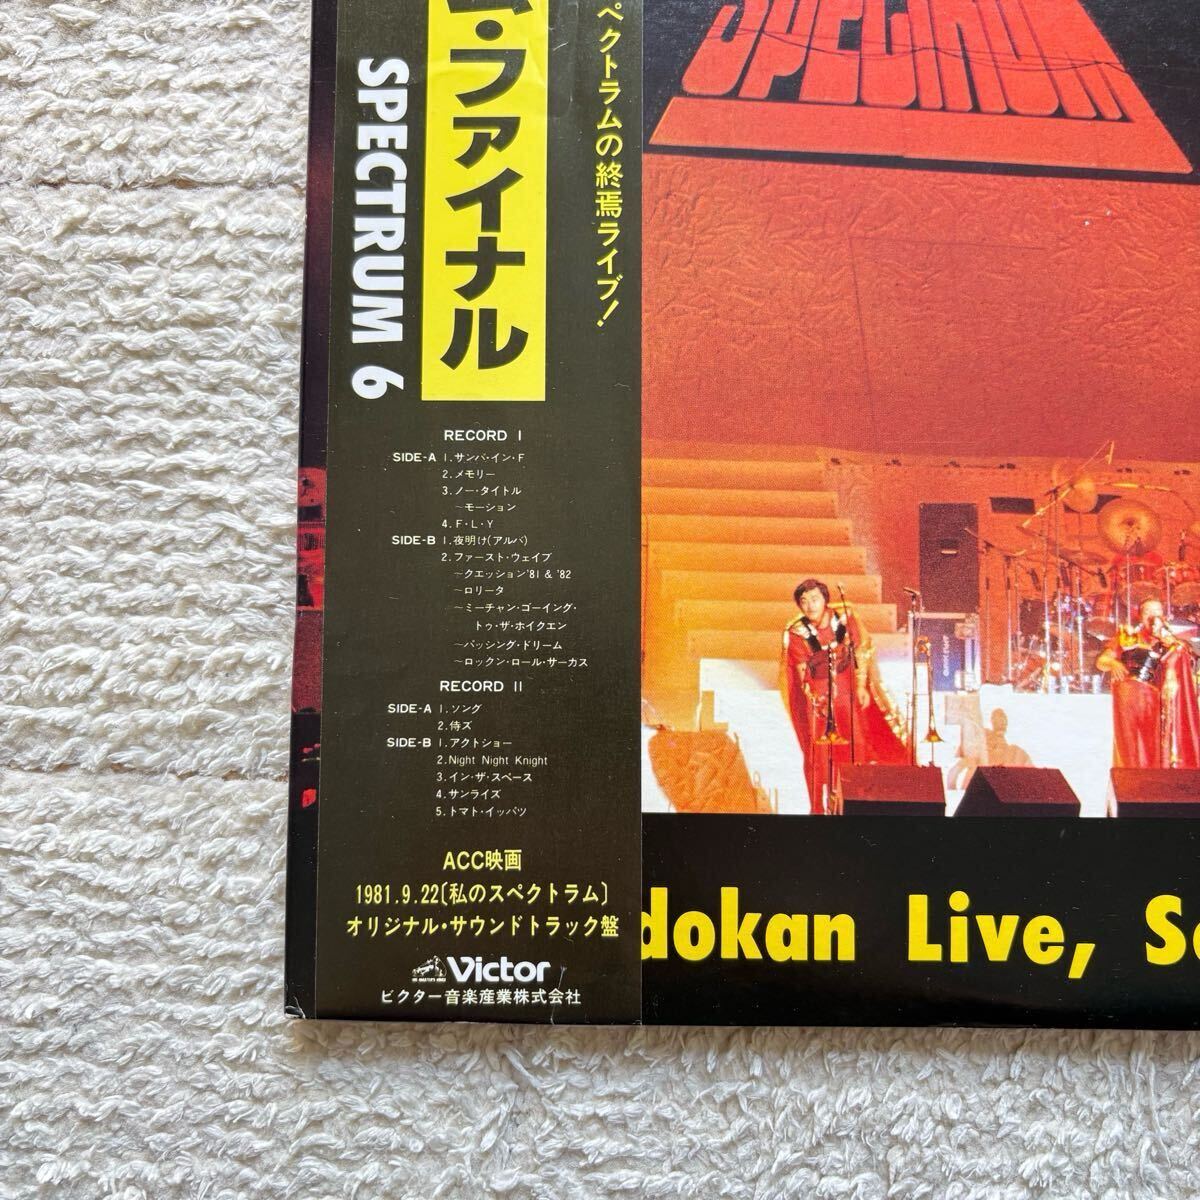 ・ファイナル
SPECTRUM 6
ペクトラムの終焉ライブ!
SPECTRUM
RECORD I
SIDE-A 1.サンバ・イン・F
2.メモリー
3.ノー・タイトル
~モーション
4.F・L・Y
SIDE-B 1.夜明け(アルバ)
2.ファースト・ウェイブ
~クエッション'81 & '82
~ロリータ
~ミーチャン・ゴーイング・
トゥ・ザ・ホイクエン
~パッシング・ドリーム
~ロックン・ロール・サーカス
RECORD II
SIDE-A 1.ソング
2.侍ズ
SIDE-B 1.アクトショー
2.Night Night Knight
3.イン・ザ・スペース
4.サンライズ
5.トマト・イッパツ
ACC映画
1981.9.22〔私のスペクトラム〕
オリジナル・サウンドトラック盤
Victor
ビクター音楽産業株式会社
dokan Live, Se